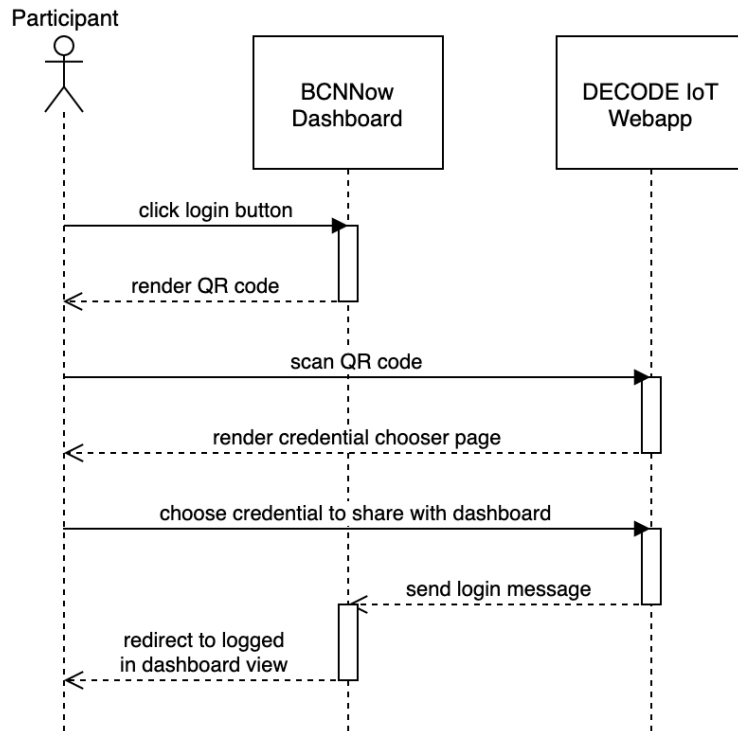 Participant
BCNNow
Dashboard
DECODE IoT
Webapp
click login button
render QR code
scan QR code
render credential chooser page
choose credential to share with dashboard
send login message
redirect to logged
in dashboard view